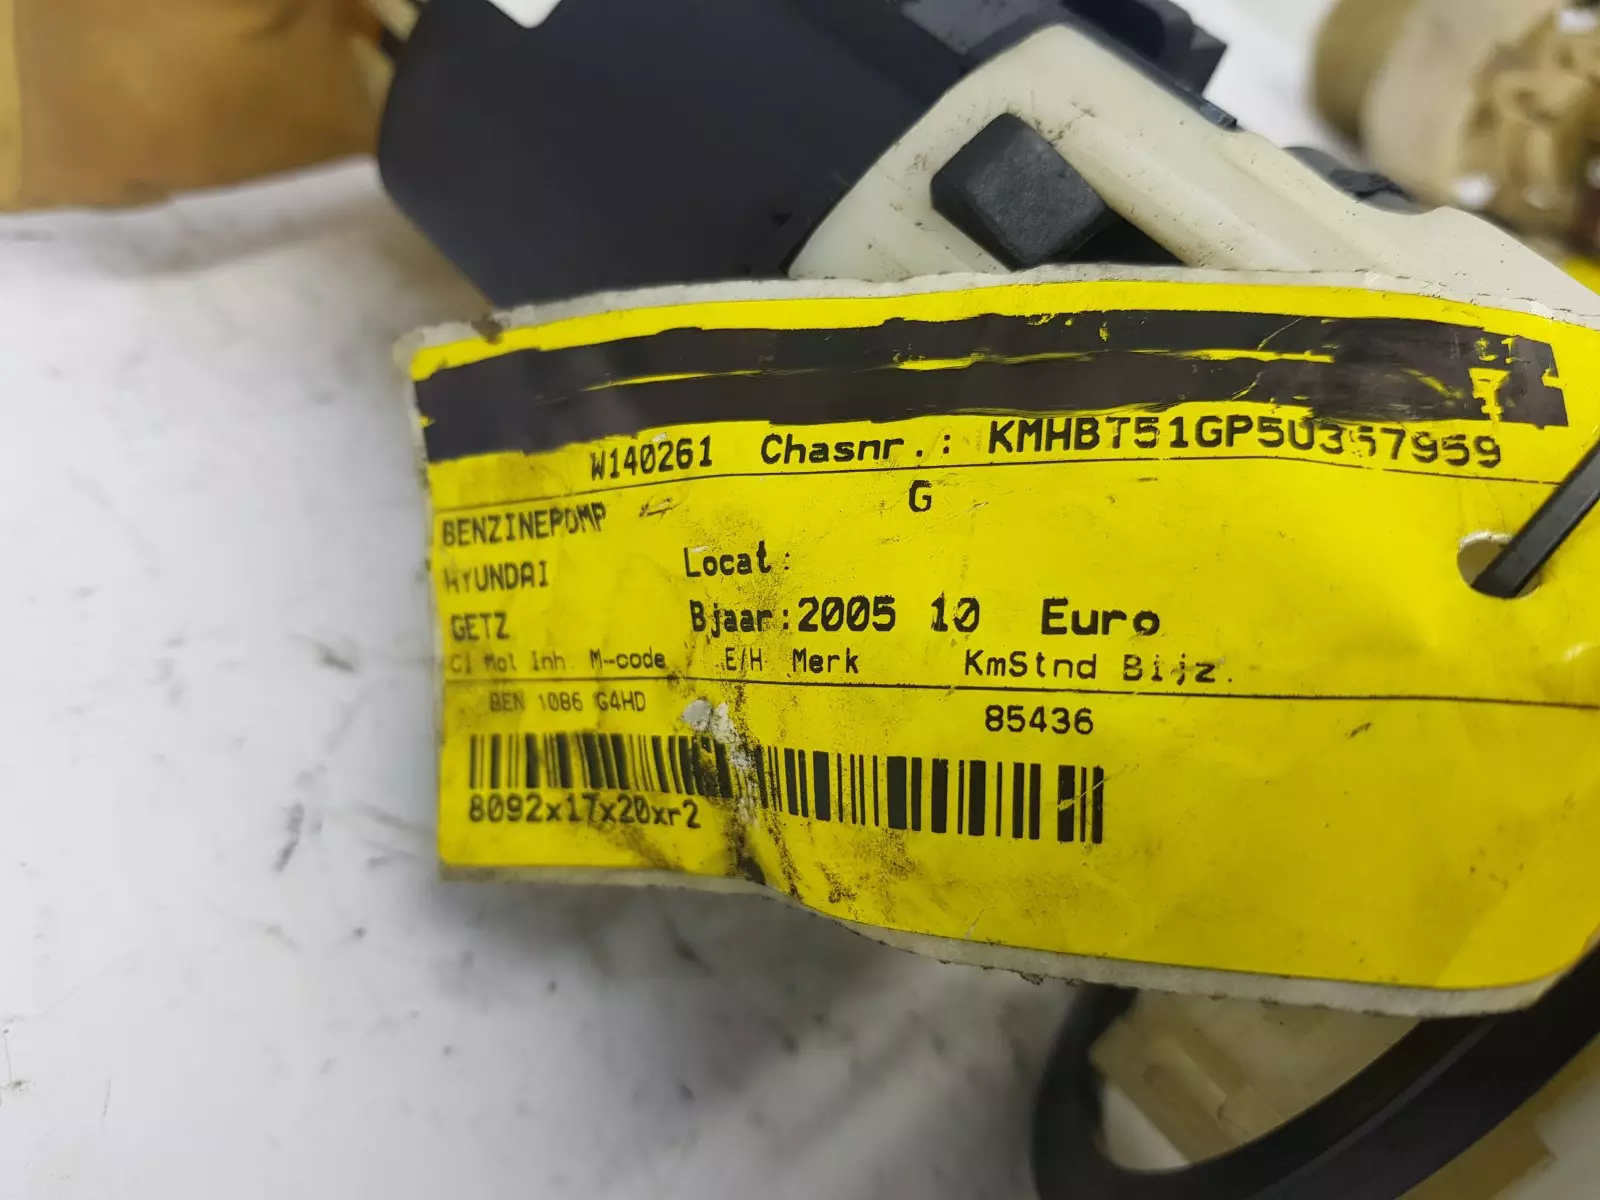 W140261 Chasnr.: KMHBT51GP5U357959
G
BENZINEPOMP
HYUNDAI
Locat:
GETZ
Bjaar:2005 10 Euro
Cl Mot Inh. M-code E/H Merk KmStnd Bijz.
BEN 1086 G4HD 85436
8092x17x20xr2